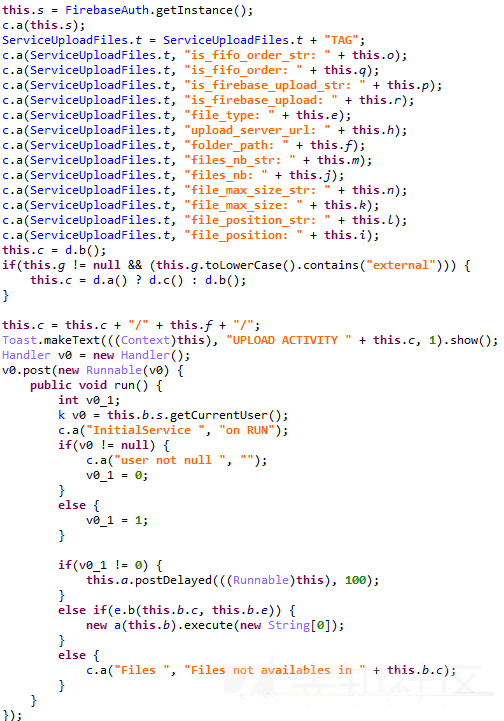 this.s = FirebaseAuth.getInstance();
c.a(this.s);
ServiceUploadFiles.t = ServiceUploadFiles.t + "TAG";
c.a(ServiceUploadFiles.t, "is_fifo_order_str: " + this.o);
c.a(ServiceUploadFiles.t, "is_fifo_order: " + this.q);
c.a(ServiceUploadFiles.t, "is_firebase_upload_str: " + this.p);
c.a(ServiceUploadFiles.t, "is_firebase_upload: " + this.r);
c.a(ServiceUploadFiles.t, "file_type: " + this.e);
c.a(ServiceUploadFiles.t, "upload_server_url: " + this.h);
c.a(ServiceUploadFiles.t, "folder_path: " + this.f);
c.a(ServiceUploadFiles.t, "files_nb_str: " + this.m);
c.a(ServiceUploadFiles.t, "files_nb: " + this.j);
c.a(ServiceUploadFiles.t, "file_max_size_str: " + this.n);
c.a(ServiceUploadFiles.t, "file_max_size: " + this.k);
c.a(ServiceUploadFiles.t, "file_position_str: " + this.l);
c.a(ServiceUploadFiles.t, "file_position: " + this.i);
this.c = d.b();
if(this.g != null && (this.g.toLowerCase().contains("external"))) {
    this.c = d.a() ? d.c() : d.b();
}
this.c = this.c + "/" + this.f + "/";
Toast.makeText(((Context)this), "UPLOAD ACTIVITY " + this.c, 1).show();
Handler v0 = new Handler();
v0.post(new Runnable(v0) {
    public void run() {
        int v0_1;
        k v0 = this.b.s.getCurrentUser();
        c.a("InitialService ", "on RUN");
        if(v0 != null) {
            c.a("user not null ", "");
            v0_1 = 0;
        }
        else {
            v0_1 = 1;
        }
        if(v0_1 != 0) {
            this.a.postDelayed(((Runnable)this), 100);
        }
        else if(e.b(this.b.c, this.b.e)) {
            new a(this.b).execute(new String[0]);
        }
        else {
            c.a("Files ", "Files not availables in " + this.b.c);
        }
    }
});